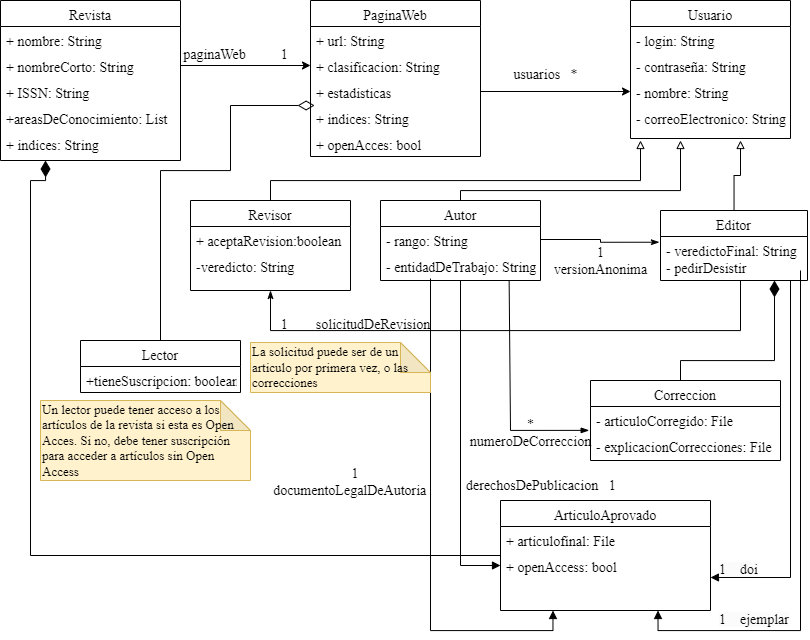 Revista
+ nombre: String
+ nombreCorto: String
+ ISSN: String
+areasDeConocimiento: List
+ indices: String
paginaWeb 1
PaginaWeb
+ url: String
+ clasificacion: String
+ estadisticas
+ indices: String
+ openAcces: bool
usuarios *
Usuario
- login: String
- contraseña: String
- nombre: String
- correoElectronico: String
Revisor
+ aceptaRevision:boolean
-veredicto: String
Autor
- rango: String
- entidadDeTrabajo: String
1
versionAnonima
Editor
- veredictoFinal: String
- pedirDesistir
1 solicitudDeRevision
Lector
+tieneSuscripcion: boolean
La solicitud puede ser de un
artículo por primera vez, o las
correcciones
Un lector puede tener acceso a los
artículos de la revista si esta es Open
Acces. Si no, debe tener suscripción
para acceder a artículos sin Open
Access
*
numeroDeCorreccion
Correccion
- articuloCorregido: File
- explicacionCorrecciones: File
1
documentoLegalDeAutoria
derechosDePublicacion 1
ArticuloAprovado
+ articulofinal: File
+ openAccess: bool
1 doi
1 ejemplar